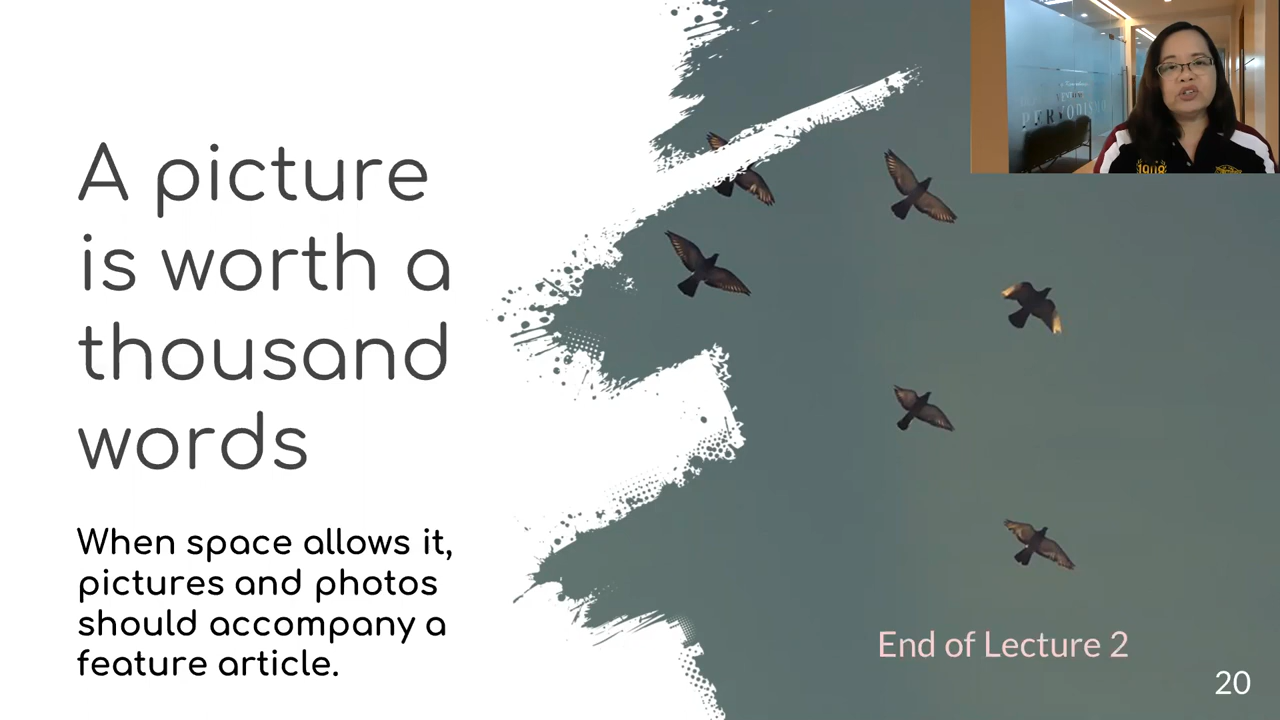 A picture
is worth a
thousand
words
When space allows it,
pictures and photos
should accompany a
feature article.
End of Lecture 2
20
1908